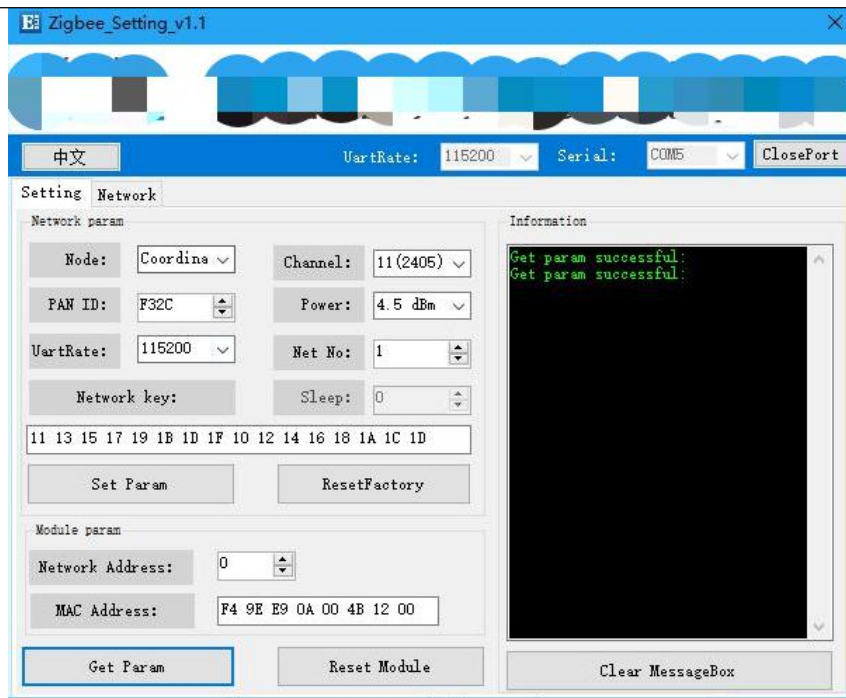 Zigbee_Setting_v1.1
中文 UartRate: 115200 Serial: COM5 ClosePort
Setting Network
Network param
Node: Coordina Channel: 11(2405)
PAN ID: F32C Power: 4.5 dBm
UartRate: 115200 Net No: 1
Network key: Sleep: 0
11 13 15 17 19 1B 1D 1F 10 12 14 16 18 1A 1C 1D
Set Param ResetFactory
Module param
Network Address: 0
MAC Address: F4 9E E9 0A 00 4B 12 00
Get Param Reset Module
Information
Get param successful:
Get param successful:
Clear MessageBox